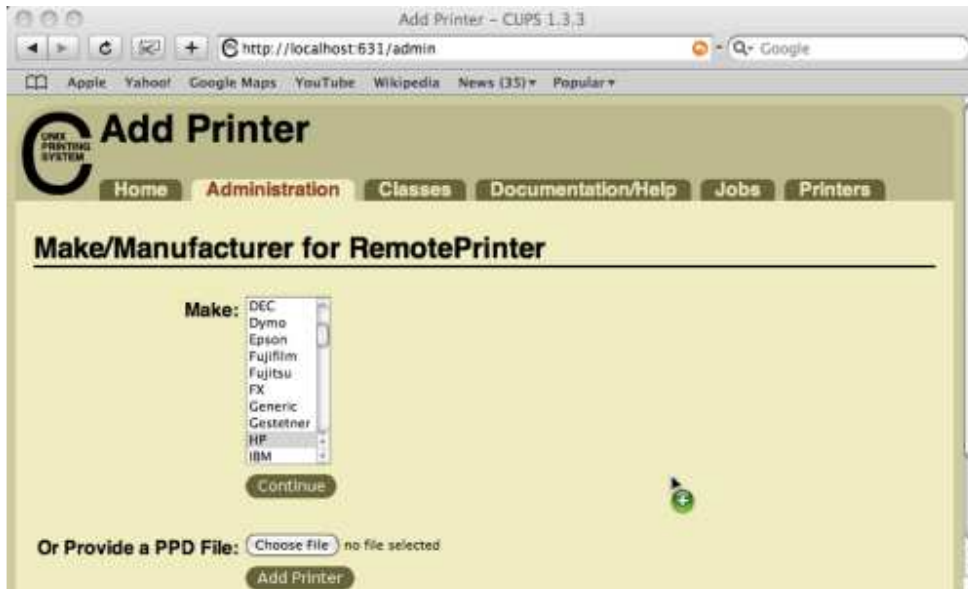 Add Printer – CUPS 1.3.3
http://localhost:631/admin
Google
Apple Yahoo! Google Maps YouTube Wikipedia News (35) Popular
UNIX
PRINTING
SYSTEM
Add Printer
Home Administration Classes Documentation/Help Jobs Printers
Make/Manufacturer for RemotePrinter
Make:
DEC
Dymo
Epson
Fujifilm
Fujitsu
FX
Generic
Gestetner
HP
IBM
Continue
Or Provide a PPD File: Choose File no file selected
Add Printer